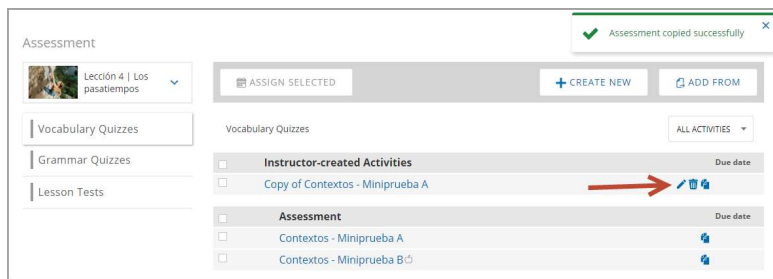 Assessment copied successfully
Assessment
Lección 4 | Los
pasatiempos
ASSIGN SELECTED
CREATE NEW
ADD FROM
Vocabulary Quizzes
Grammar Quizzes
Lesson Tests
Vocabulary Quizzes
ALL ACTIVITIES
Instructor-created Activities Due date
Copy of Contextos - Miniprueba A
Assessment Due date
Contextos - Miniprueba A
Contextos - Miniprueba B